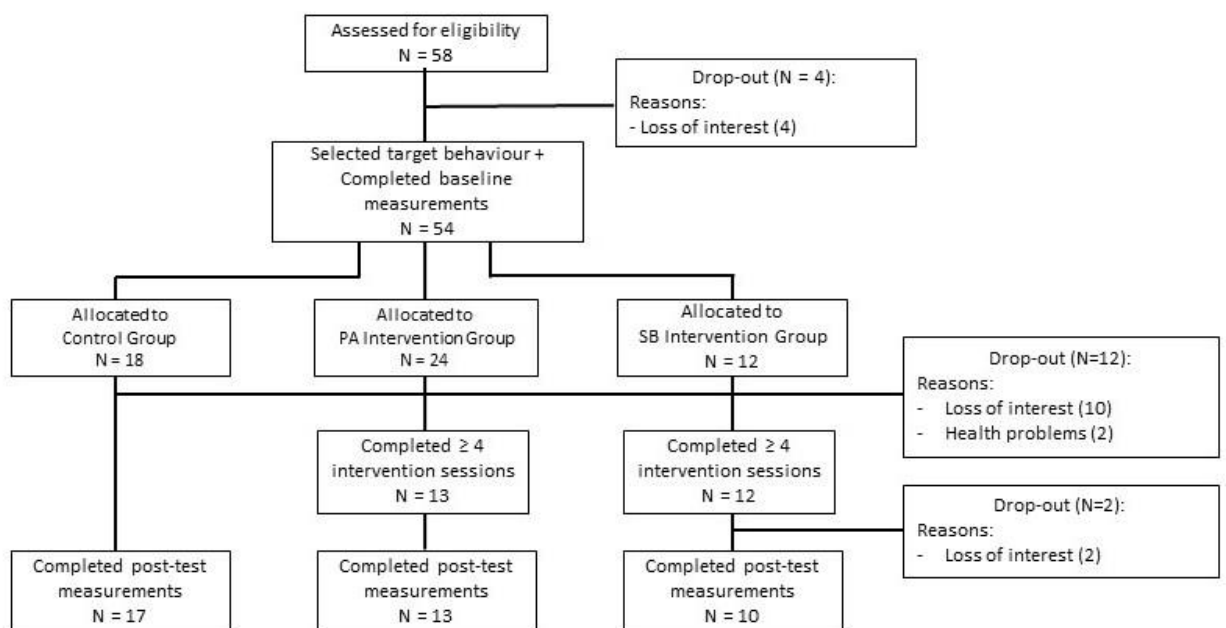 Assessed for eligibility
N = 58
Drop-out (N = 4):
Reasons:
- Loss of interest (4)
Selected target behaviour +
Completed baseline
measurements
N = 54
Allocated to
Control Group
N = 18
Allocated to
PA Intervention Group
N = 24
Allocated to
SB Intervention Group
N = 12
Drop-out (N=12):
Reasons:
- Loss of interest (10)
- Health problems (2)
Completed ≥ 4
intervention sessions
N = 13
Completed ≥ 4
intervention sessions
N = 12
Drop-out (N=2):
Reasons:
- Loss of interest (2)
Completed post-test
measurements
N = 17
Completed post-test
measurements
N = 13
Completed post-test
measurements
N = 10